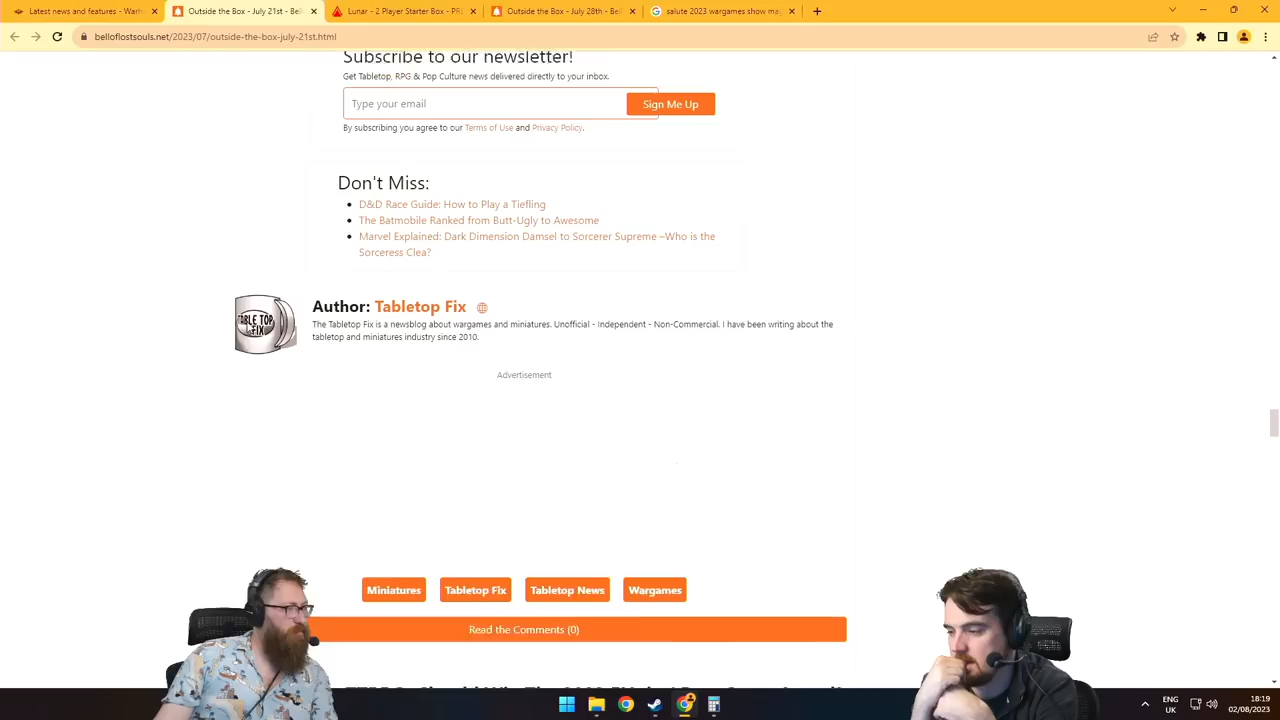 Latest news and features - Warh
Outside the Box - July 21st - Bel
Lunar - 2 Player Starter Box - PRE
Outside the Box - July 28th - Bel
salute 2023 wargames show ma
belloflostsouls.net/2023/07/outside-the-box-july-21st.html
Subscribe to our newsletter!
Get Tabletop, RPG & Pop Culture news delivered directly to your inbox.
Type your email
Sign Me Up
By subscribing you agree to our Terms of Use and Privacy Policy.
Don't Miss:
D&D Race Guide: How to Play a Tiefling
The Batmobile Ranked from Butt-Ugly to Awesome
Marvel Explained: Dark Dimension Damsel to Sorcerer Supreme –Who is the
Sorceress Clea?
TABLE TOP
FIX
Author: Tabletop Fix
The Tabletop Fix is a newsblog about wargames and miniatures. Unofficial - Independent - Non-Commercial. I have been writing about the
tabletop and miniatures industry since 2010.
Advertisement
Miniatures
Tabletop Fix
Tabletop News
Wargames
Read the Comments (0)
ENG
UK
18:19
02/08/2023